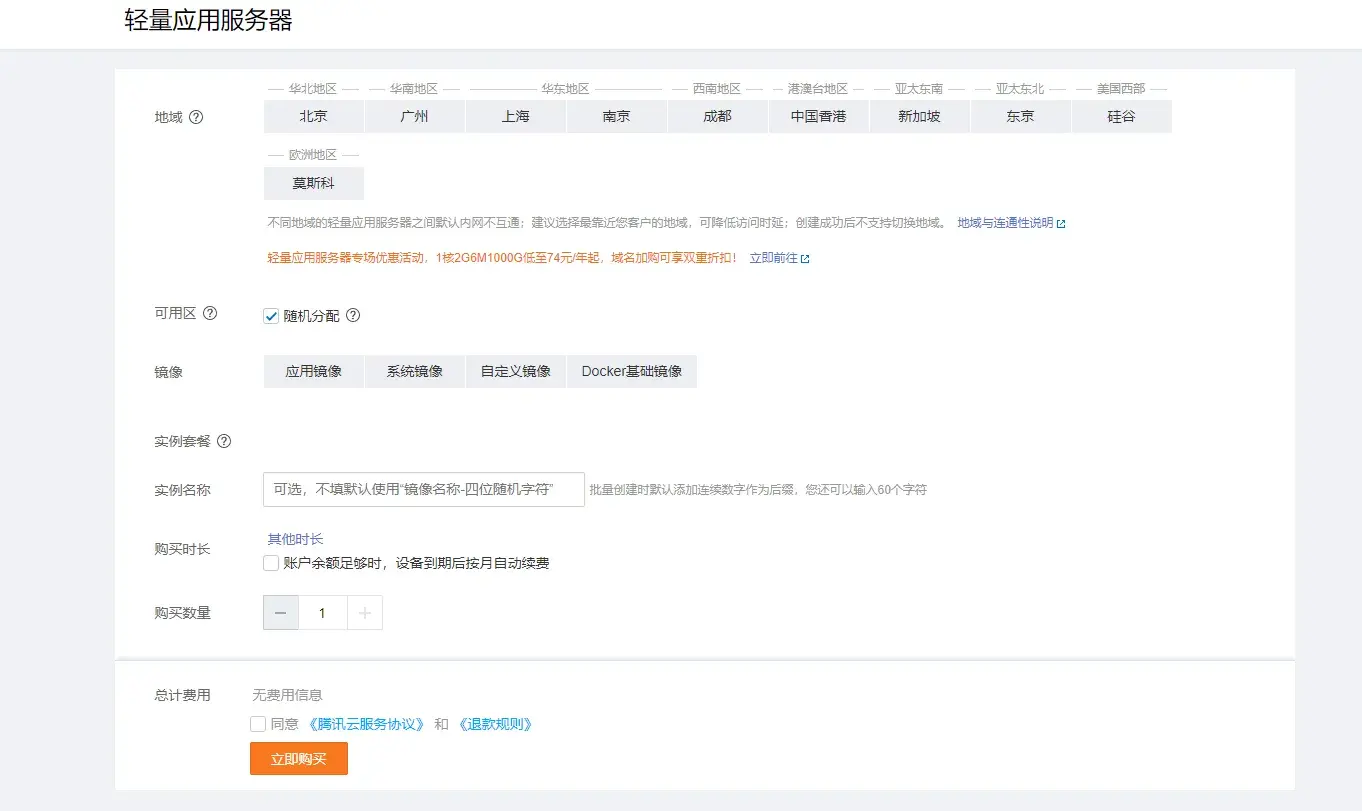 轻量应用服务器
华北地区 华南地区 华东地区 西南地区 港澳台地区 亚太东南 亚太东北 美国西部
地域 北京 广州 上海 南京 成都 中国香港 新加坡 东京 硅谷
欧洲地区
莫斯科
不同地域的轻量应用服务器之间默认内网不互通；建议选择最靠近您客户的地域，可降低访问时延；创建成功后不支持切换地域。 地域与连通性说明
轻量应用服务器专场优惠活动，1核2G6M1000G低至74元/年起，域名加购可享双重折扣！ 立即前往
可用区 随机分配
镜像 应用镜像 系统镜像 自定义镜像 Docker基础镜像
实例套餐
实例名称 可选，不填默认使用“镜像名称-四位随机字符” 批量创建时默认添加连续数字作为后缀，您还可以输入60个字符
其他时长
购买时长
账户余额足够时，设备到期后按月自动续费
购买数量 1
总计费用 无费用信息
同意 《腾讯云服务协议》 和 《退款规则》
立即购买